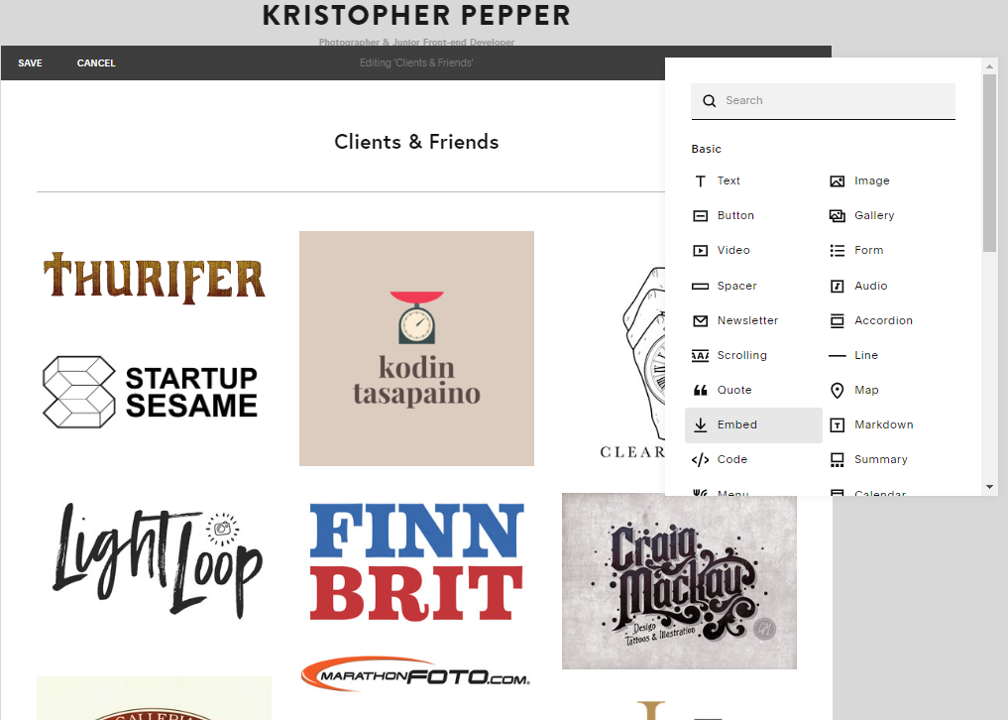 KRISTOPHER PEPPER
Photographer & Junior Front-end Developer
SAVE CANCEL Editing 'Clients & Friends'
Search
Clients & Friends
Basic
Text Image
Button Gallery
Video Form
Spacer Audio
Newsletter Accordion
Scrolling Line
Quote Map
Embed Markdown
Code Summary
Menu Calendar
THURIFER
STARTUP
SESAME
kodin
tasapaino
CLEAR
Light
Loop
FINN
BRIT
Craig
Mackay
Design
Tattoos & Illustration
MARATHONFOTO.COM.